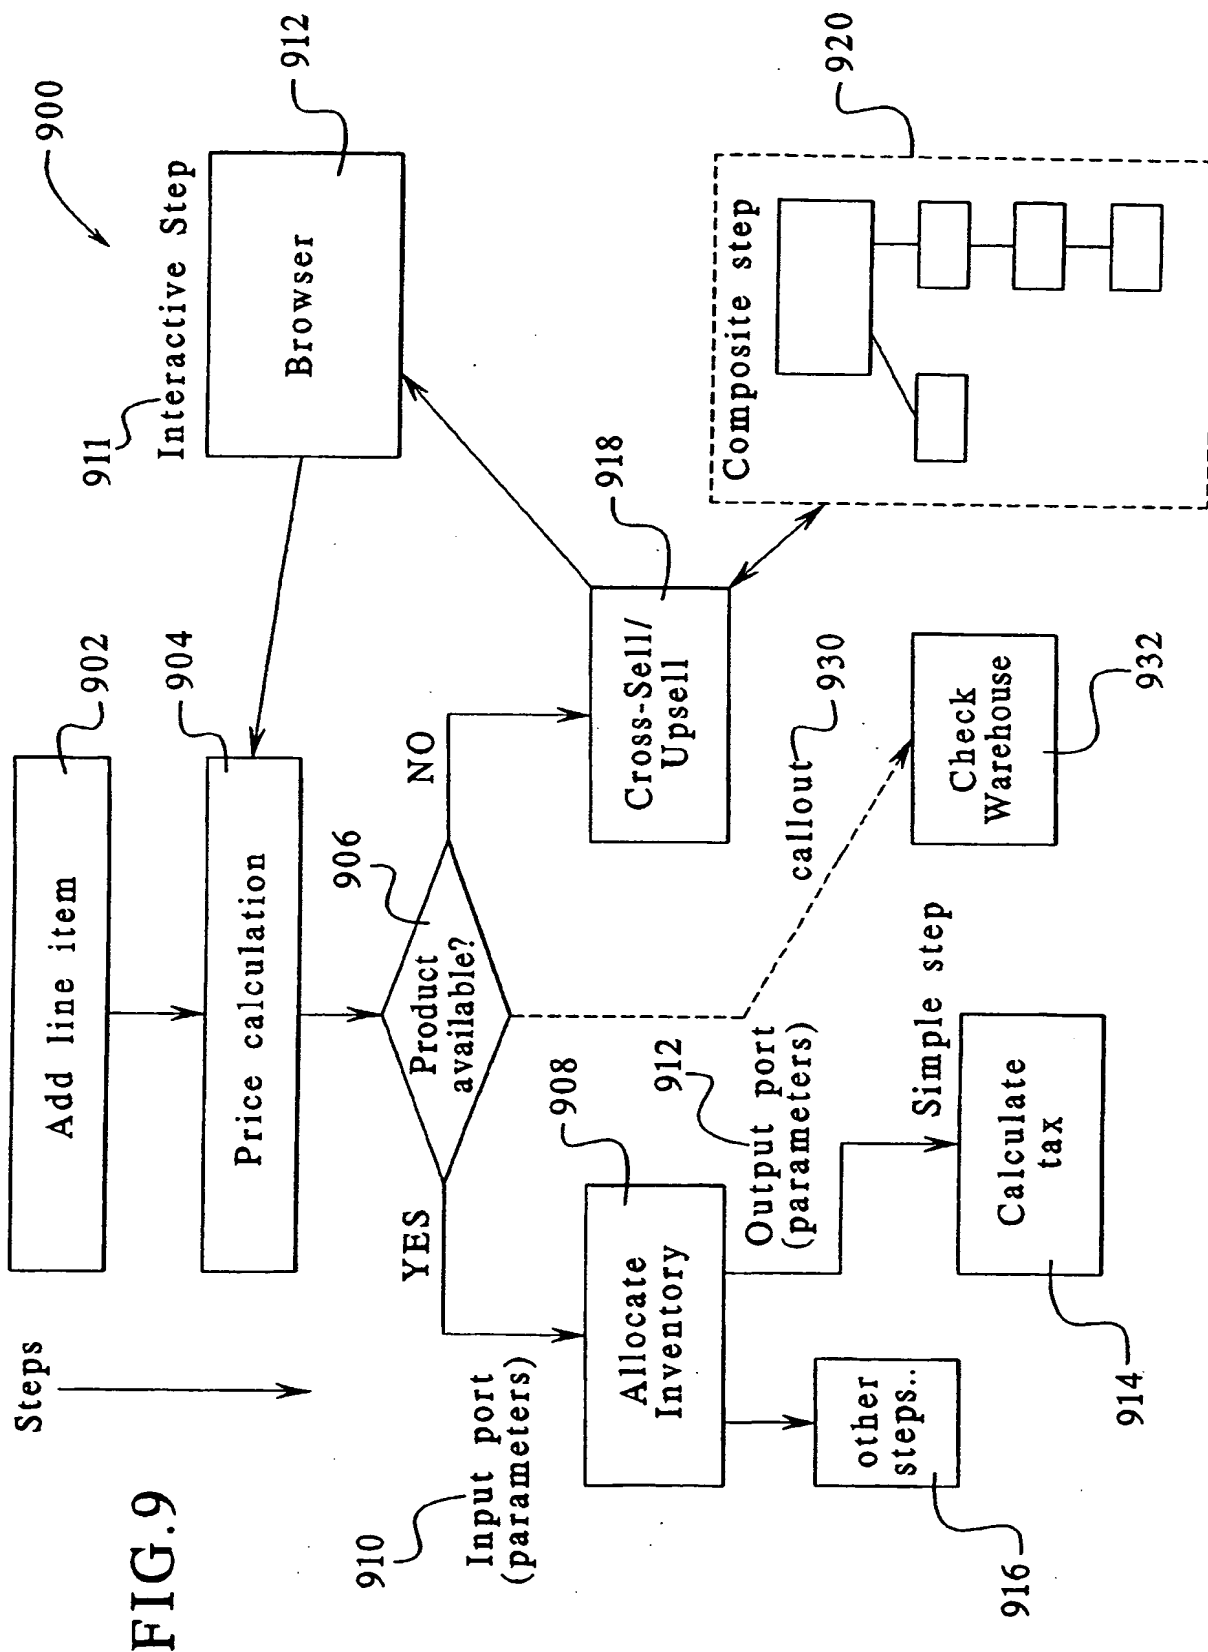 FIG.9
Steps
900
Add line item
902
Interactive Step
911
Browser
912
Price calculation
904
Product
available?
906
YES
NO
910
Input port
(parameters)
Allocate
Inventory
908
912
Output port
(parameters)
Cross-Sell/
Upsell
918
callout
930
Composite step
920
other
steps..
916
Simple step
Calculate
tax
914
Check
Warehouse
932